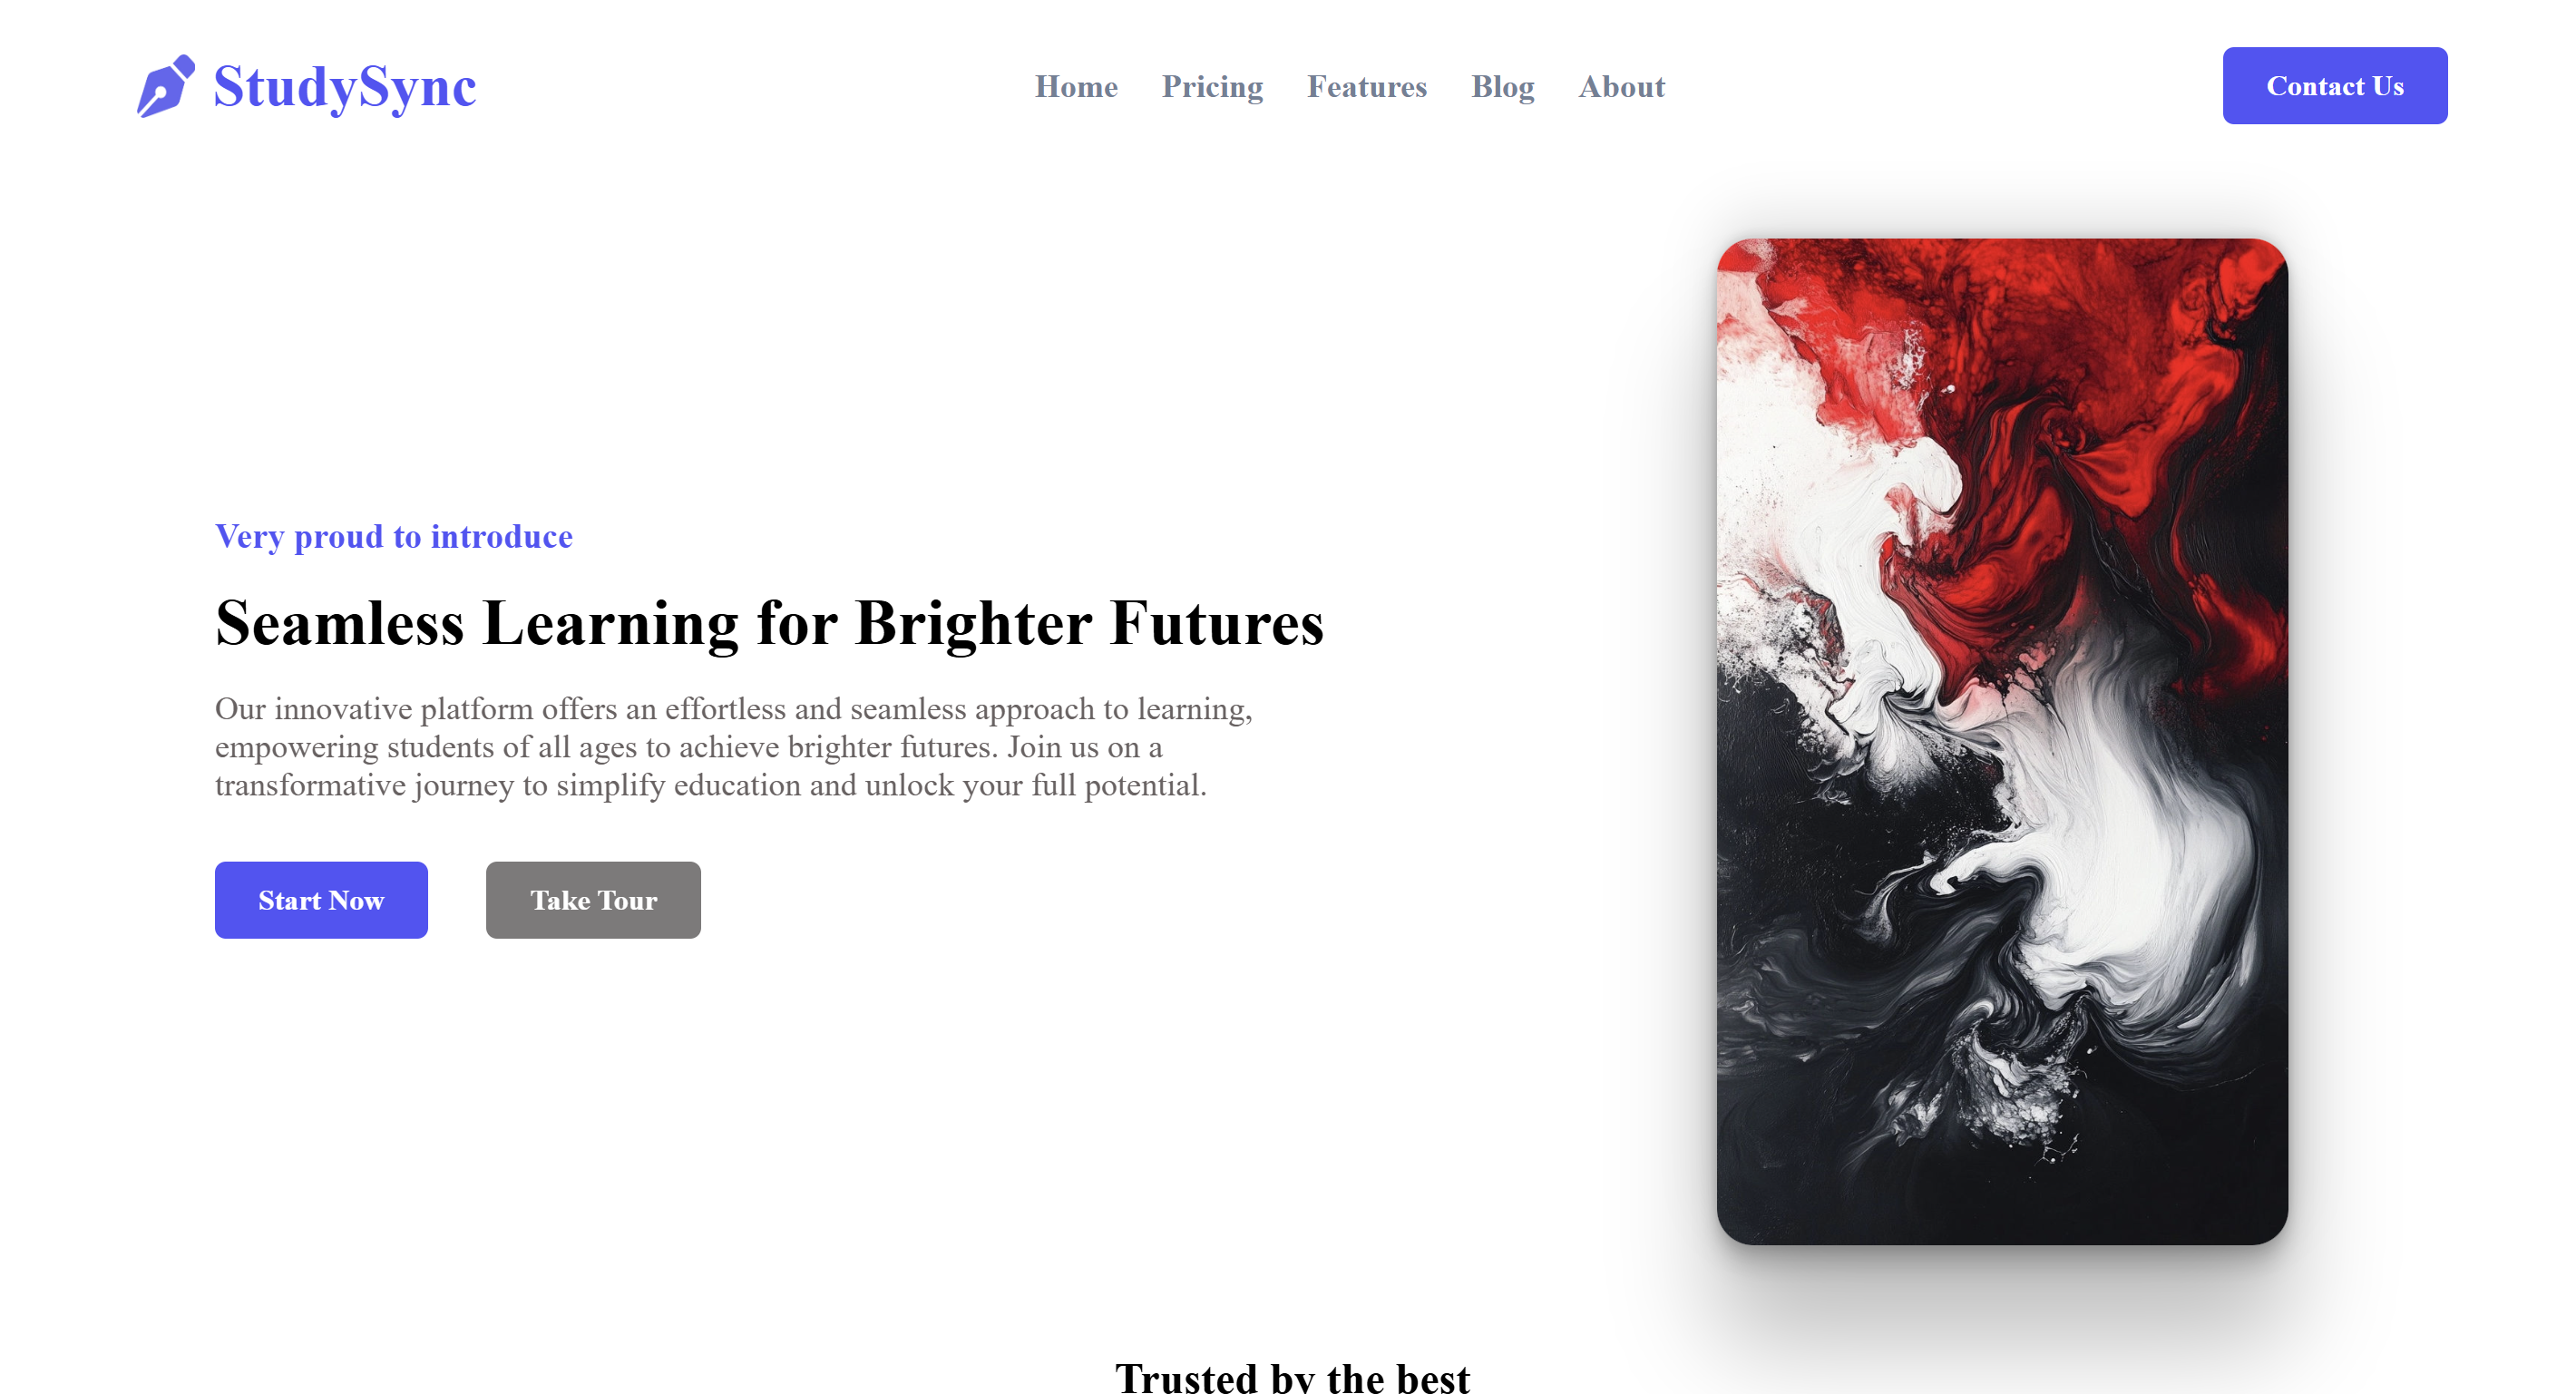 StudySync
Home Pricing Features Blog About
Contact Us
Very proud to introduce
Seamless Learning for Brighter Futures
Our innovative platform offers an effortless and seamless approach to learning,
empowering students of all ages to achieve brighter futures. Join us on a
transformative journey to simplify education and unlock your full potential.
Start Now Take Tour
Trusted by the best